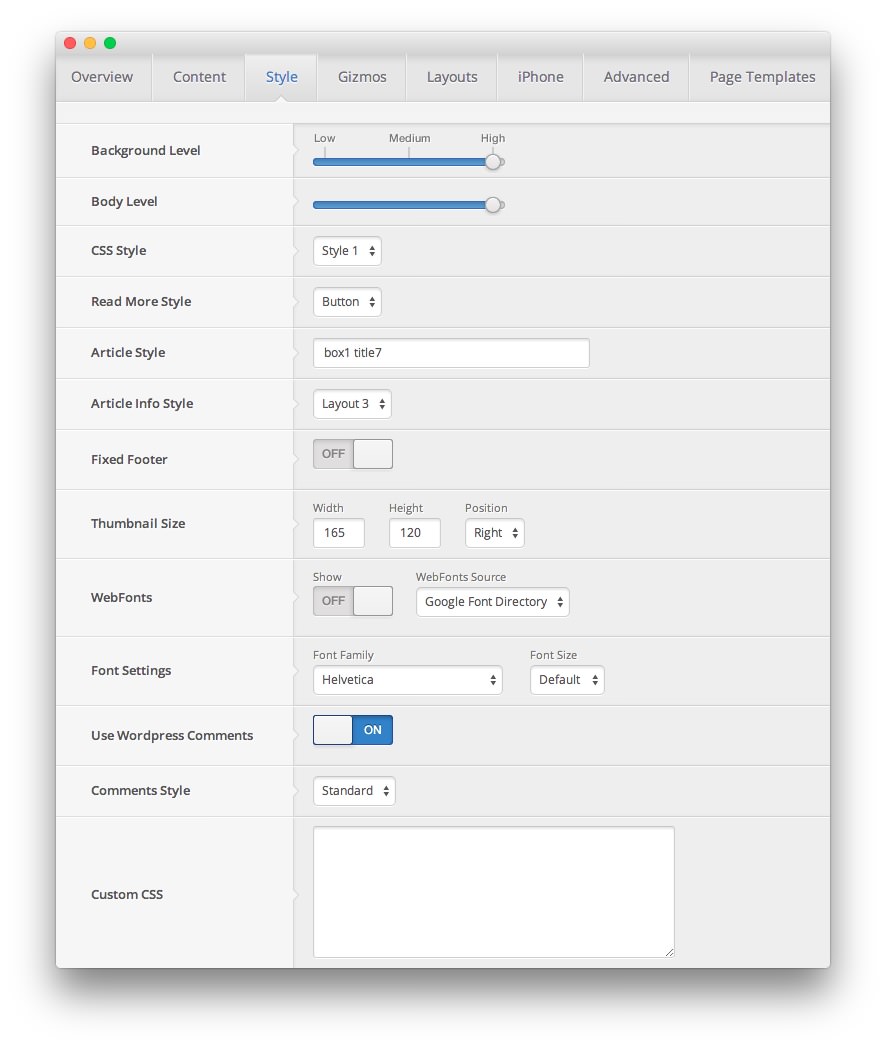 Overview Content Style Gizmos Layouts iPhone Advanced Page Templates
Low Medium High
Background Level
Body Level
CSS Style Style 1
Read More Style Button
Article Style box1 title7
Article Info Style Layout 3
Fixed Footer OFF
Width Height Position
Thumbnail Size 165 120 Right
Show WebFonts Source
WebFonts OFF Google Font Directory
Font Family Font Size
Font Settings Helvetica Default
Use Wordpress Comments ON
Comments Style Standard
Custom CSS